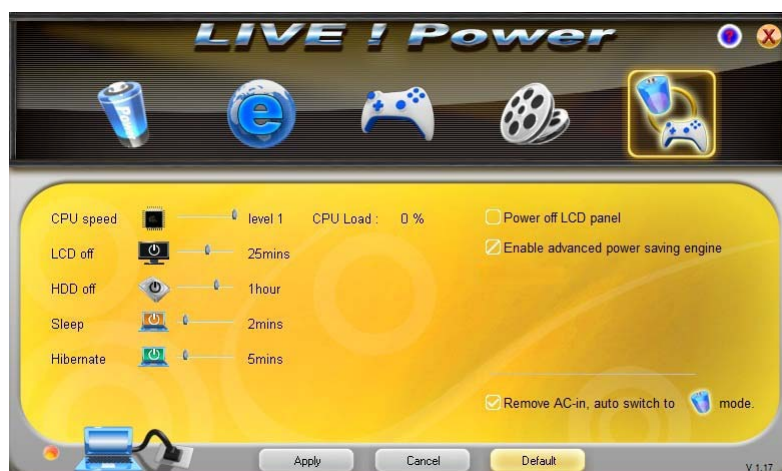 LIVE ! Power
CPU speed level 1 CPU Load : 0 %
LCD off 25mins
HDD off 1hour
Sleep 2mins
Hibernate 5mins
Power off LCD panel
Enable advanced power saving engine
Remove AC-in, auto switch to mode.
Apply Cancel Default
V 1.17